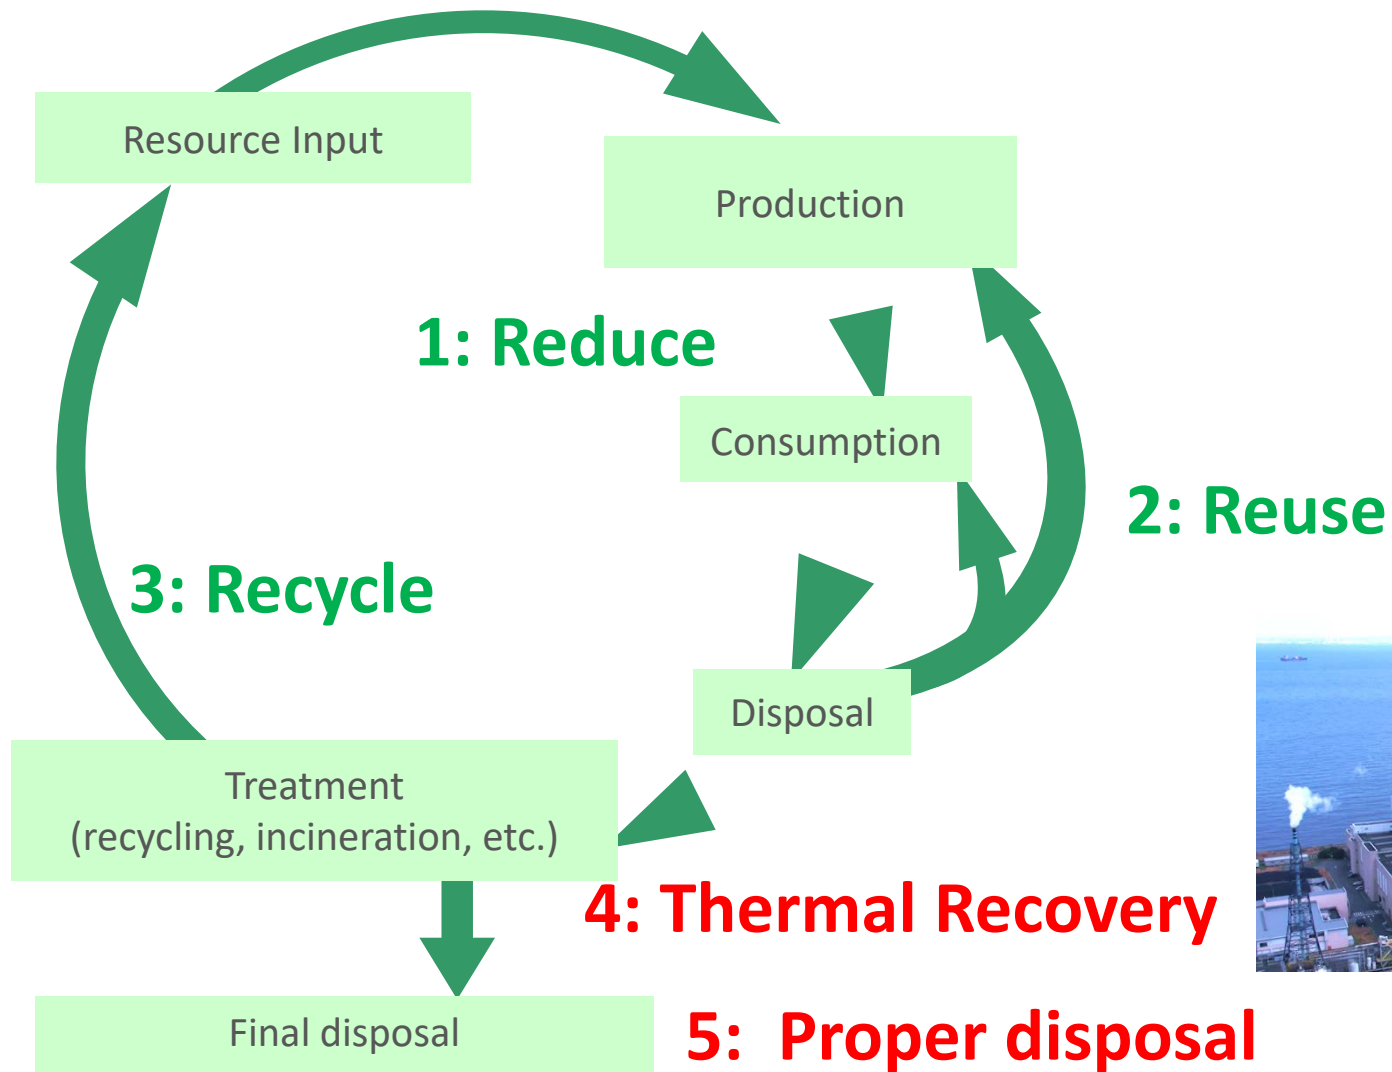 Resource Input
Production
1: Reduce
Consumption
2: Reuse
3: Recycle
Disposal
Treatment
(recycling, incineration, etc.)
4: Thermal Recovery
Final disposal
5: Proper disposal